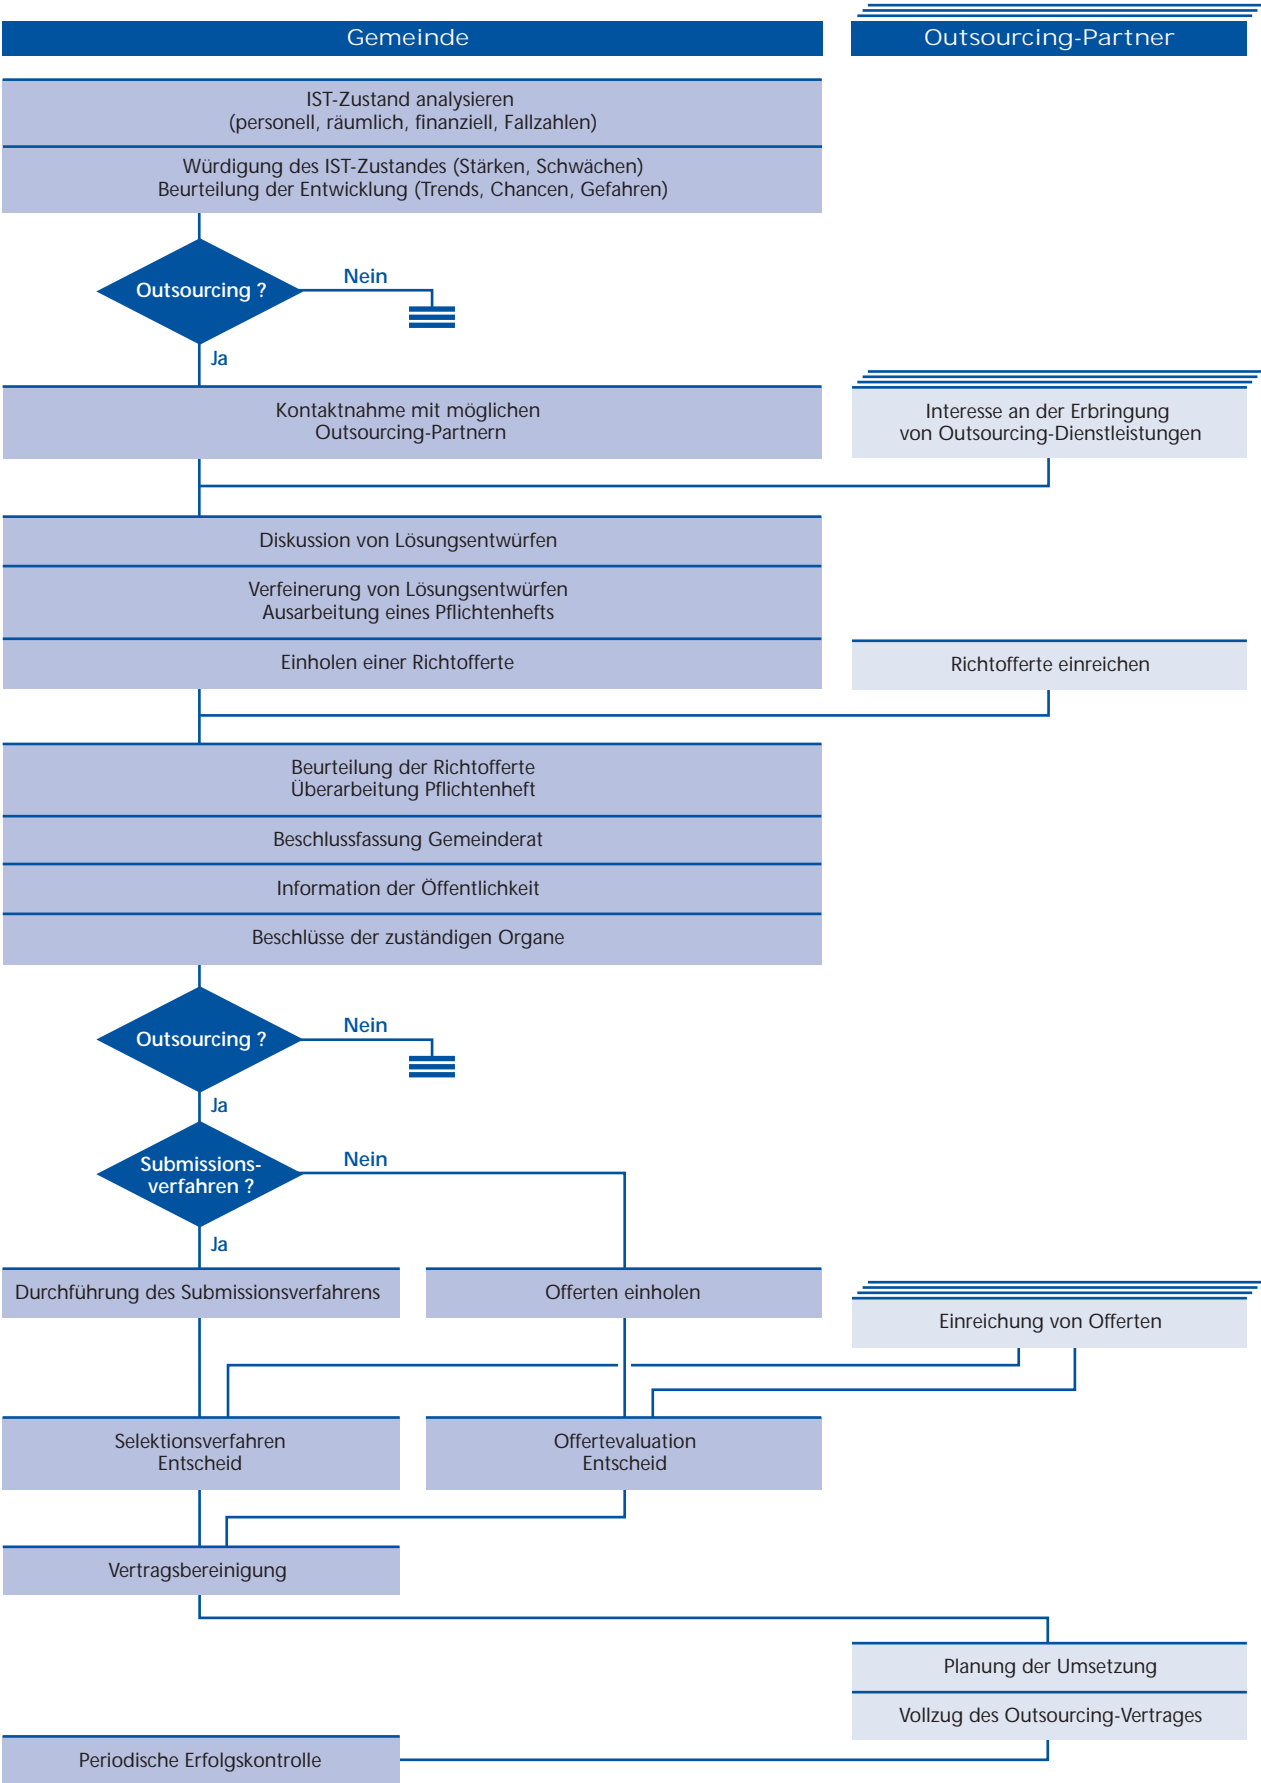 Gemeinde
Outsourcing-Partner
IST-Zustand analysieren
(personell, räumlich, finanziell, Fallzahlen)
Würdigung des IST-Zustandes (Stärken, Schwächen)
Beurteilung der Entwicklung (Trends, Chancen, Gefahren)
Outsourcing ?
Nein
Ja
Kontaktnahme mit möglichen
Outsourcing-Partnern
Interesse an der Erbringung
von Outsourcing-Dienstleistungen
Diskussion von Lösungsentwürfen
Verfeinerung von Lösungsentwürfen
Ausarbeitung eines Pflichtenhefts
Einholen einer Richtofferte
Richtofferte einreichen
Beurteilung der Richtofferte
Überarbeitung Pflichtenheft
Beschlussfassung Gemeinderat
Information der Öffentlichkeit
Beschlüsse der zuständigen Organe
Outsourcing ?
Nein
Ja
Submissions-
verfahren ?
Nein
Ja
Durchführung des Submissionsverfahrens
Offerten einholen
Einreichung von Offerten
Selektionsverfahren
Entscheid
Offertevaluation
Entscheid
Vertragsbereinigung
Planung der Umsetzung
Vollzug des Outsourcing-Vertrages
Periodische Erfolgskontrolle